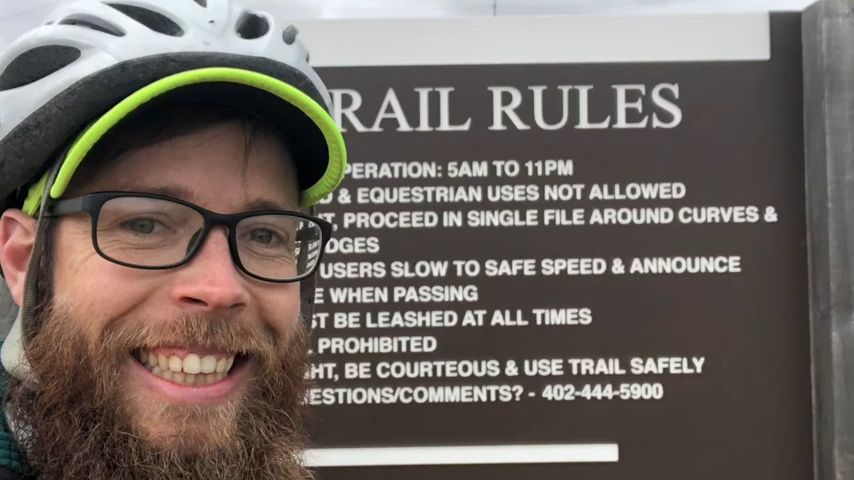 TRAIL RULES
PERATION: 5AM TO 11PM
& EQUESTRIAN USES NOT ALLOWED
T, PROCEED IN SINGLE FILE AROUND CURVES &
DGES
USERS SLOW TO SAFE SPEED & ANNOUNCE
E WHEN PASSING
ST BE LEASHED AT ALL TIMES
PROHIBITED
HT, BE COURTEOUS & USE TRAIL SAFELY
ESTIONS/COMMENTS? - 402-444-5900